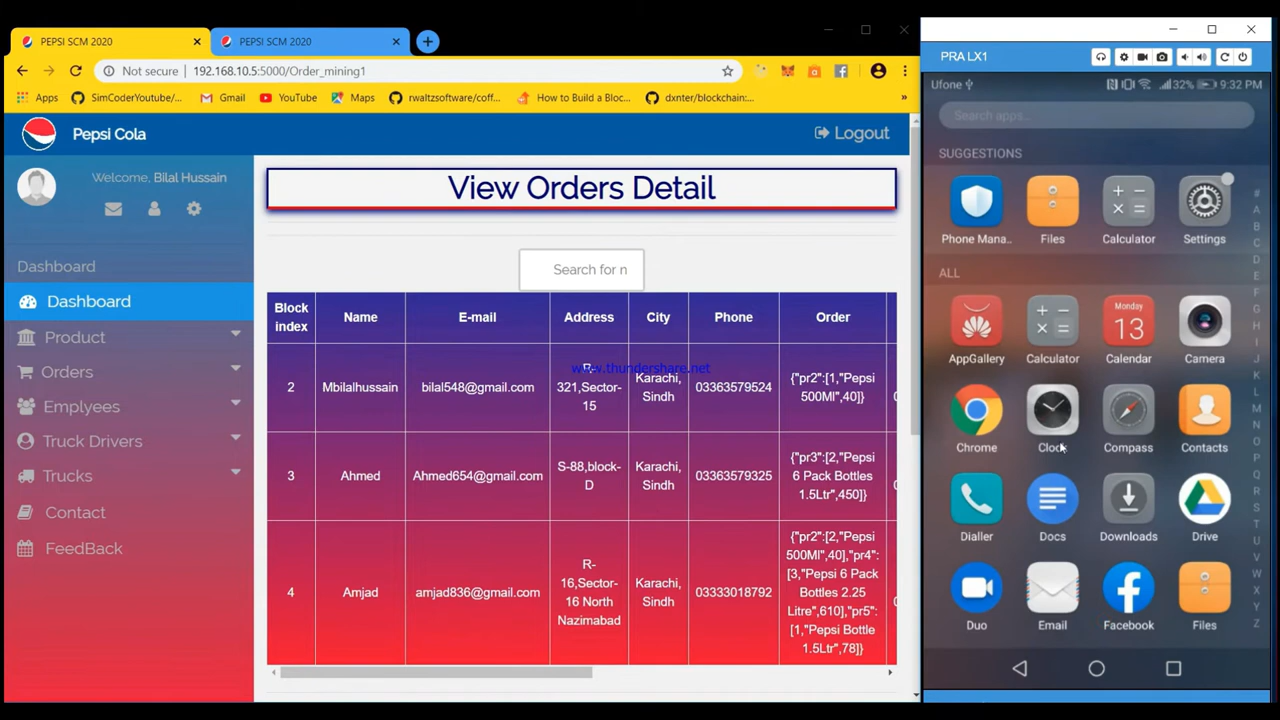 PEPSI SCM 2020
PEPSI SCM 2020
Not secure
192.168.10.5:5000/Order_mining1
Apps
SimCoderYoutube/...
Gmail
YouTube
Maps
rwaltzsoftware/coff...
How to Build a Bloc...
dxnter/blockchain:...
»
Pepsi Cola
Logout
Welcome, Bilal Hussain
Dashboard
Dashboard
Product
Orders
Emplyees
Truck Drivers
Trucks
Contact
FeedBack
View Orders Detail
Search for n
Block
index
Name
E-mail
Address
City
Phone
Order
2
Mbilalhussain
bilal548@gmail.com
R-
321,Sector-
15
Karachi,
Sindh
03363579524
{"pr2":[1,"Pepsi
500Ml",40]}
www.thundershare.net
3
Ahmed
Ahmed654@gmail.com
S-88,block-
D
Karachi,
Sindh
03363579325
{"pr3":[2,"Pepsi
6 Pack Bottles
1.5Ltr",450]}
4
Amjad
amjad836@gmail.com
R-
16,Sector-
16 North
Nazimabad
Karachi,
Sindh
03333018792
{"pr2":[2,"Pepsi
500Ml",40],"pr4":
[3,"Pepsi 6 Pack
Bottles 2.25
Litre",610],"pr5":
[1,"Pepsi Bottle
1.5Ltr",78]}
PRA LX1
Ufone
32%
9:32 PM
Search apps...
SUGGESTIONS
Phone Mana..
Files
Calculator
Settings
ALL
AppGallery
Calculator
Monday
13
Calendar
Camera
Chrome
Clock
Compass
Contacts
Dialler
Docs
Downloads
Drive
Duo
Email
Facebook
Files
#
A
B
C
D
E
F
G
H
I
J
K
L
M
N
O
P
Q
R
S
T
U
V
W
X
Y
Z